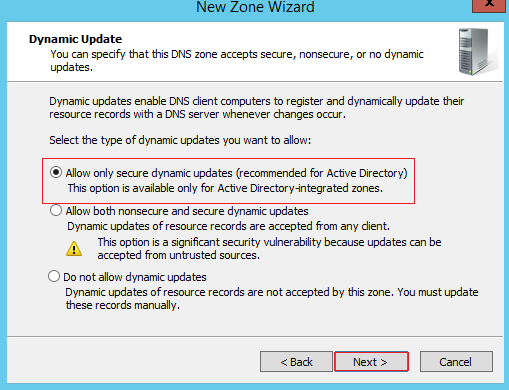 New Zone Wizard
x
Dynamic Update
You can specify that this DNS zone accepts secure, nonsecure, or no dynamic
updates.
Dynamic updates enable DNS client computers to register and dynamically update their
resource records with a DNS server whenever changes occur.
Select the type of dynamic updates you want to allow:
Allow only secure dynamic updates (recommended for Active Directory)
This option is available only for Active Directory-integrated zones.
Allow both nonsecure and secure dynamic updates
Dynamic updates of resource records are accepted from any client.
This option is a significant security vulnerability because updates can be
accepted from untrusted sources.
Do not allow dynamic updates
Dynamic updates of resource records are not accepted by this zone. You must update
these records manually.
< Back Next > Cancel